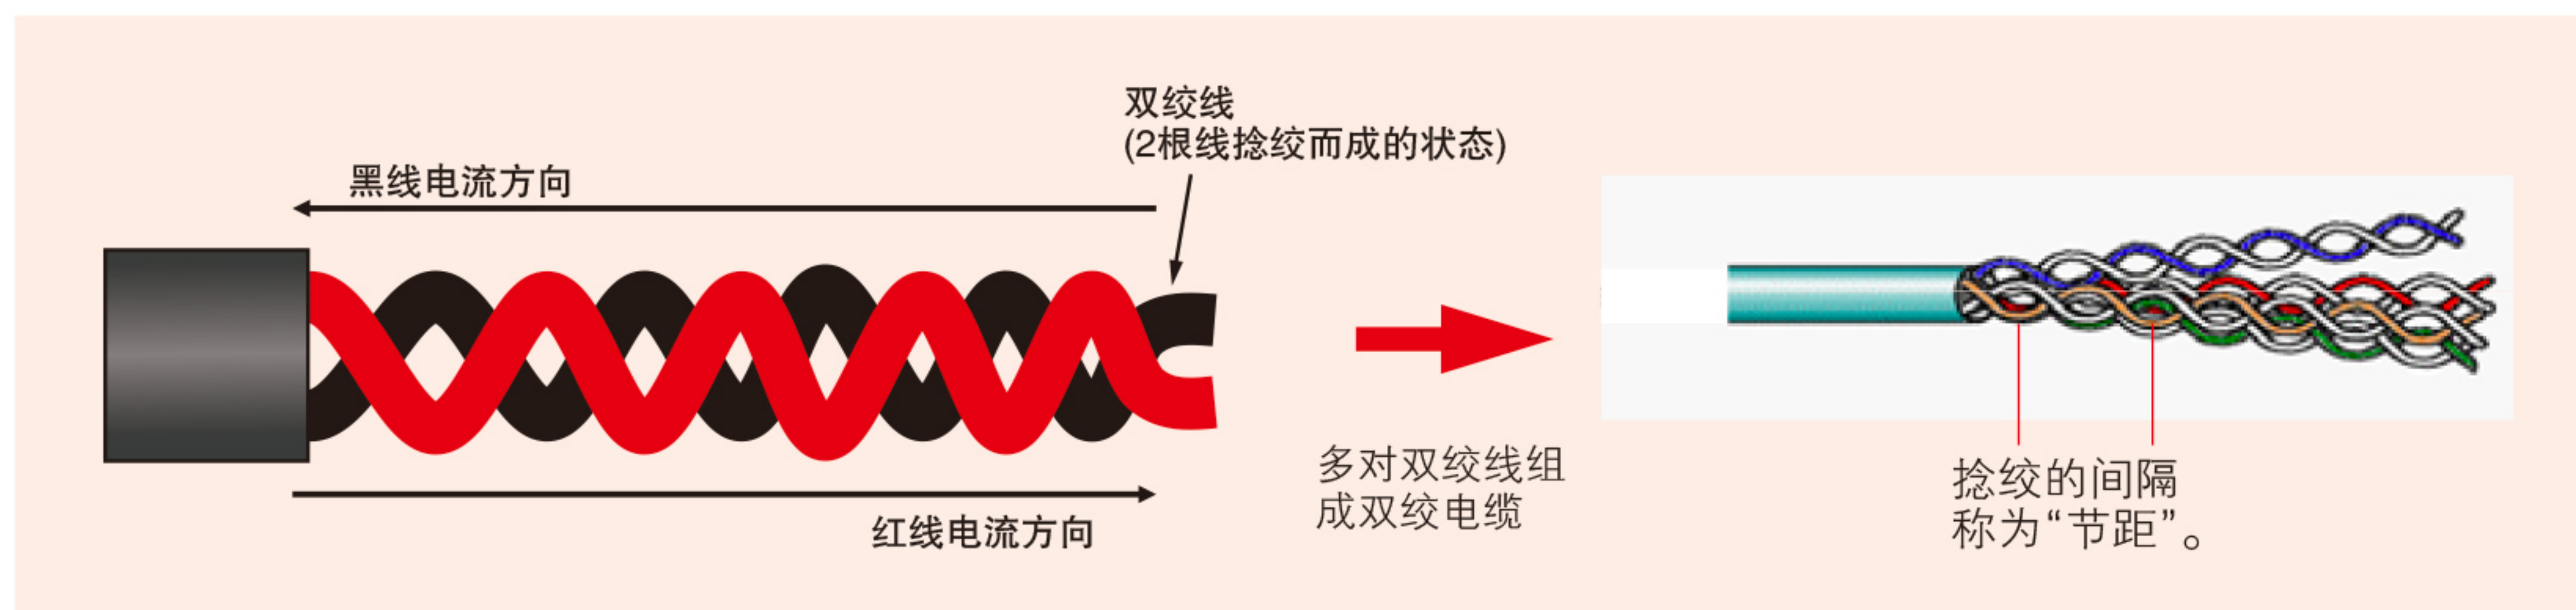 双绞线
(2根线捻绞而成的状态)
黑线电流方向
红线电流方向
多对双绞线组
成双绞电缆
捻绞的间隔
称为“节距”。